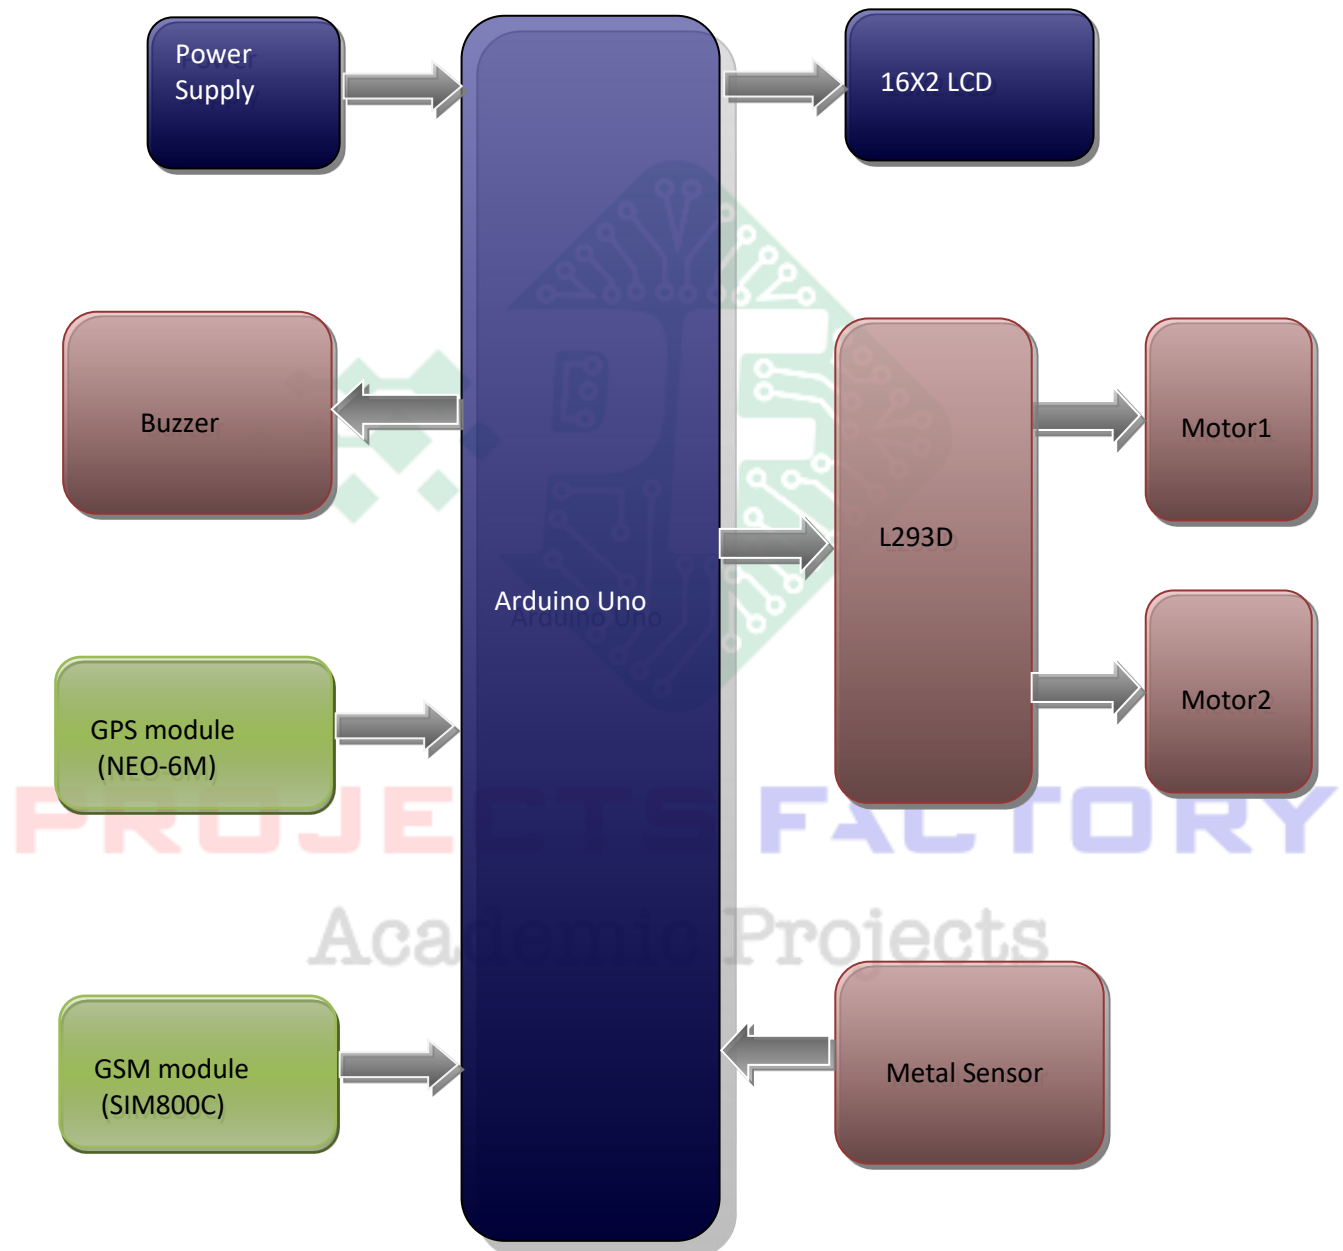 Power
Supply
16X2 LCD
Buzzer
Motor1
L293D
Arduino Uno
Motor2
GPS module
(NEO-6M)
PROJECTS FACTORY
Academic Projects
GSM module
(SIM800C)
Metal Sensor